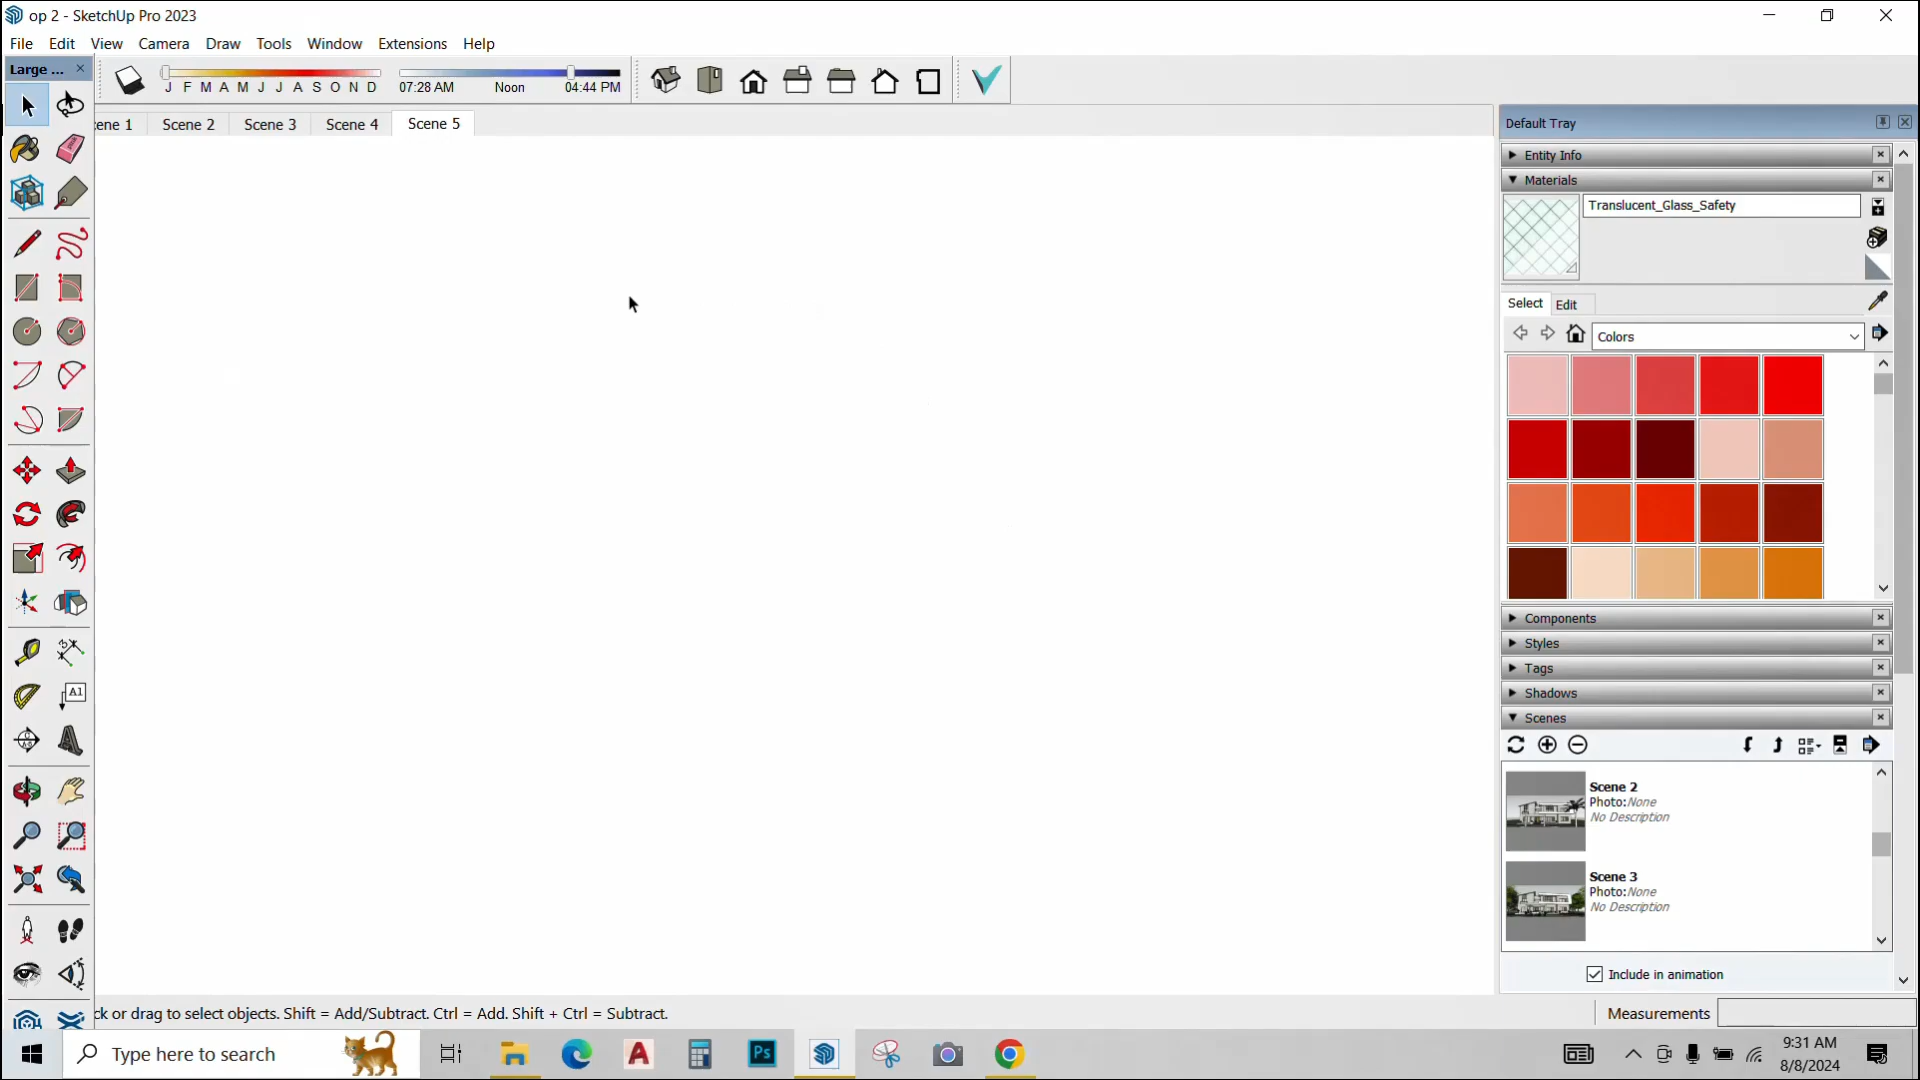 op 2 - SketchUp Pro 2023
File Edit View Camera Draw Tools Window Extensions Help
Large ...
J F M A M J J A S O N D
07:28 AM Noon 04:44 PM
ene 1 Scene 2 Scene 3 Scene 4 Scene 5
Default Tray
Entity Info
Materials
Translucent_Glass_Safety
Select Edit
Colors
A1
Components
Styles
Tags
Shadows
Scenes
Scene 2
Photo:None
No Description
Scene 3
Photo:None
No Description
Include in animation
ck or drag to select objects. Shift = Add/Subtract. Ctrl = Add. Shift + Ctrl = Subtract.
Measurements
Type here to search
A
Ps
9:31 AM
8/8/2024